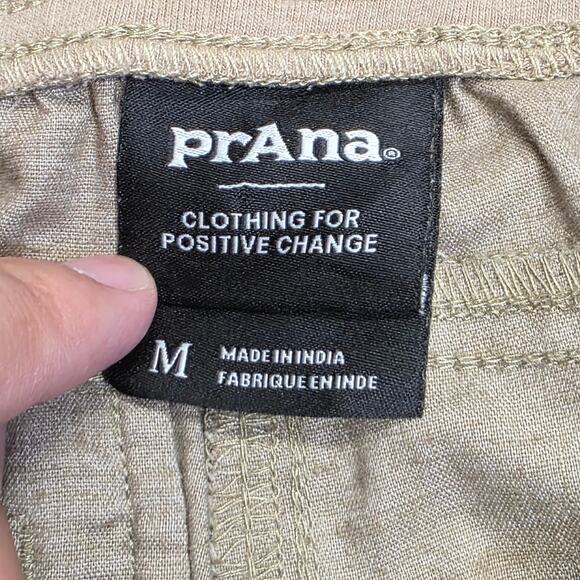 prAna®
CLOTHING FOR
POSITIVE CHANGE
M
MADE IN INDIA
FABRIQUE EN INDE